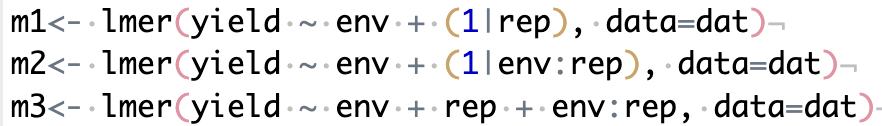 m1<- lmer(yield ~ env + (1|rep), data=dat)¬
m2<- lmer(yield ~ env + (1|env:rep), data=dat)¬
m3<- lmer(yield ~ env + rep + env:rep, data=dat)